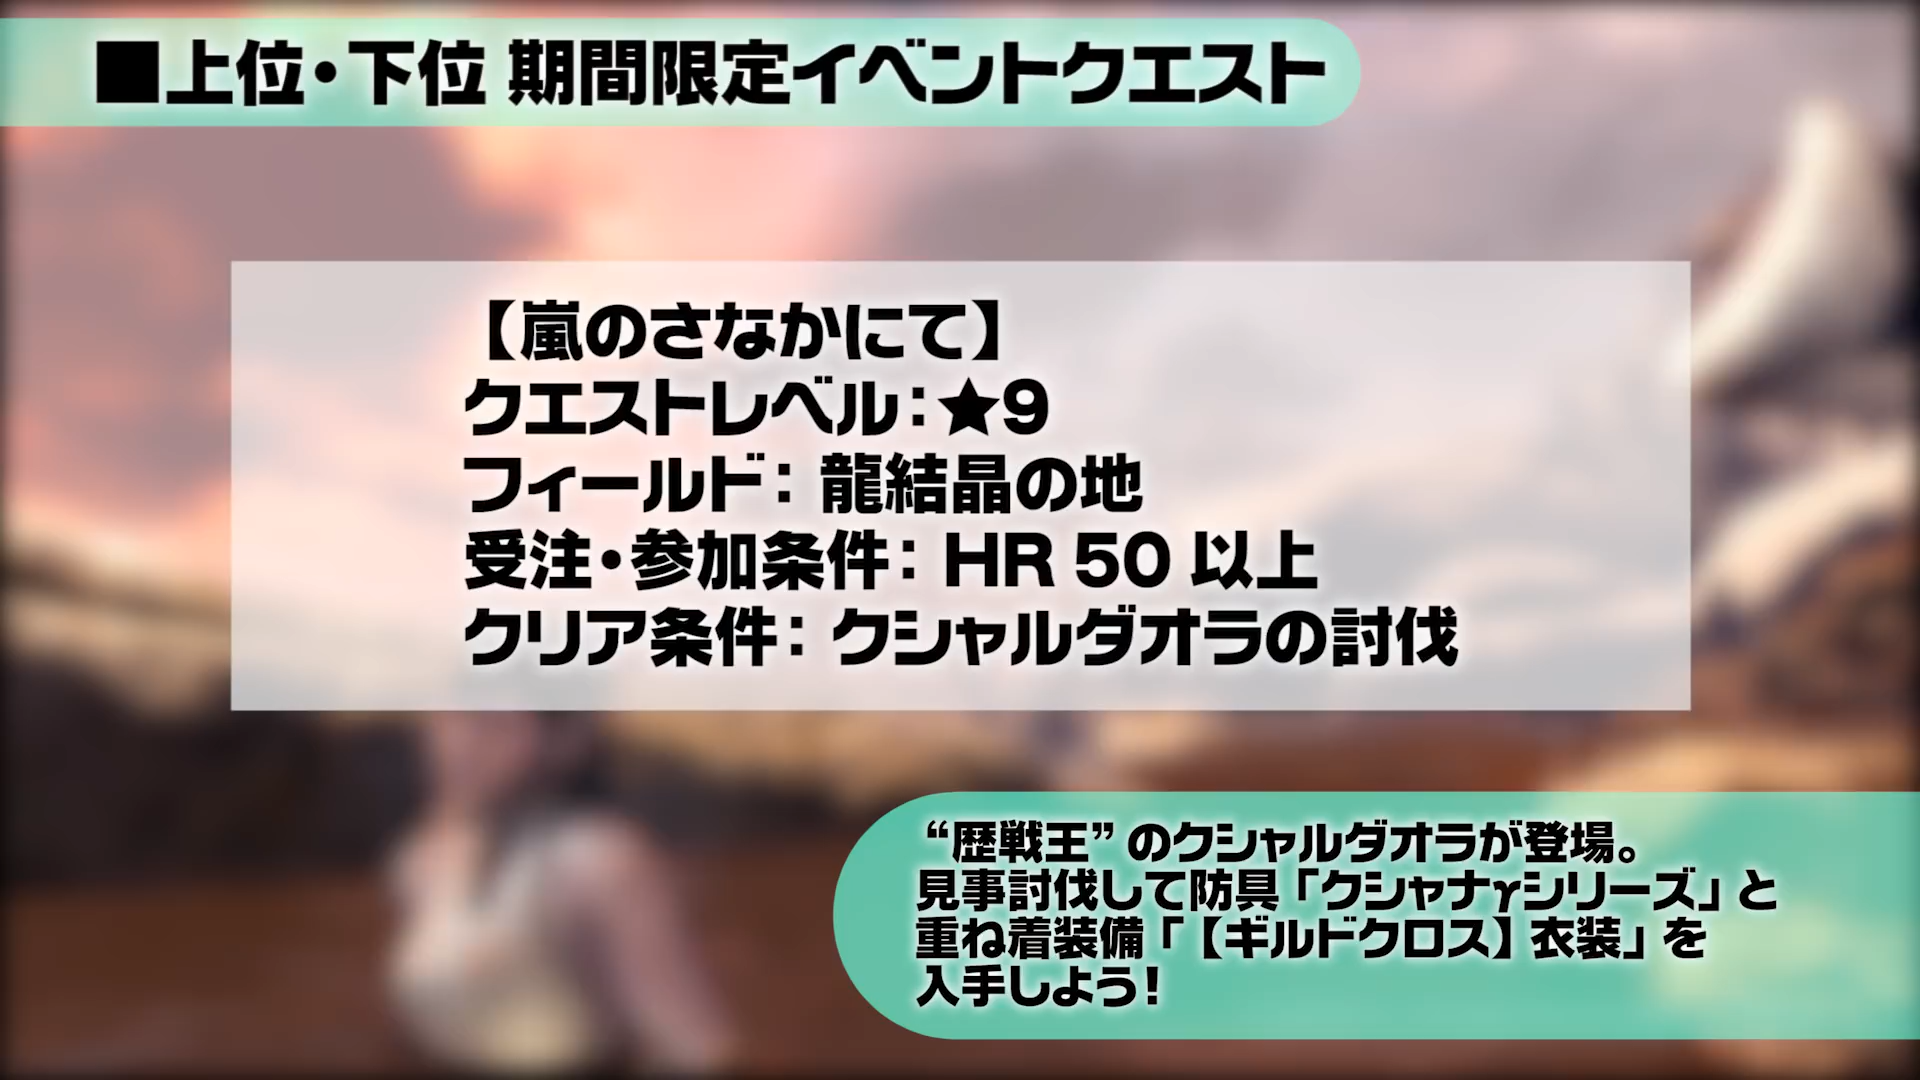 ■上位・下位 期間限定イベントクエスト
【嵐のさなかにて】
クエストレベル：★9
フィールド： 龍結晶の地
受注・参加条件： HR 50 以上
クリア条件： クシャルダオラの討伐
“歴戦王” のクシャルダオラが登場。
見事討伐して防具「クシャナγシリーズ」と
重ね着装備「【ギルドクロス】衣装」を
入手しよう！